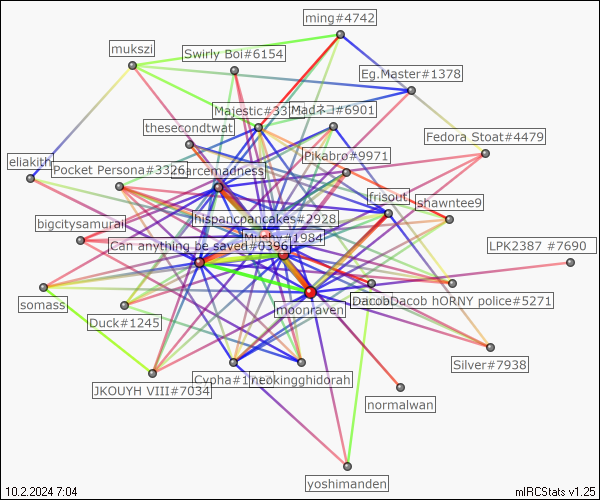 ming#4742
mukszi
Swirly Boi#6154
Eg.Master#1378
Majestic#33
Madネコ#6901
thesecondtwat
Fedora Stoat#4479
Pikabro#9971
eliakith
Pocket Persona#3326
arcemadness
frisout
shawntee9
hispancpancakes#2928
bigcitysamurai
Mushy#1984
Can anything be saved#0396
LPK2387 #7690
somass
DacobDacob hORNY police#5271
moonraven
Duck#1245
Silver#7938
Cypha#1
neokingghidorah
JKOUYH VIII#7034
normalwan
yoshimanden
10.2.2024 7:04
mIRCStats v1.25